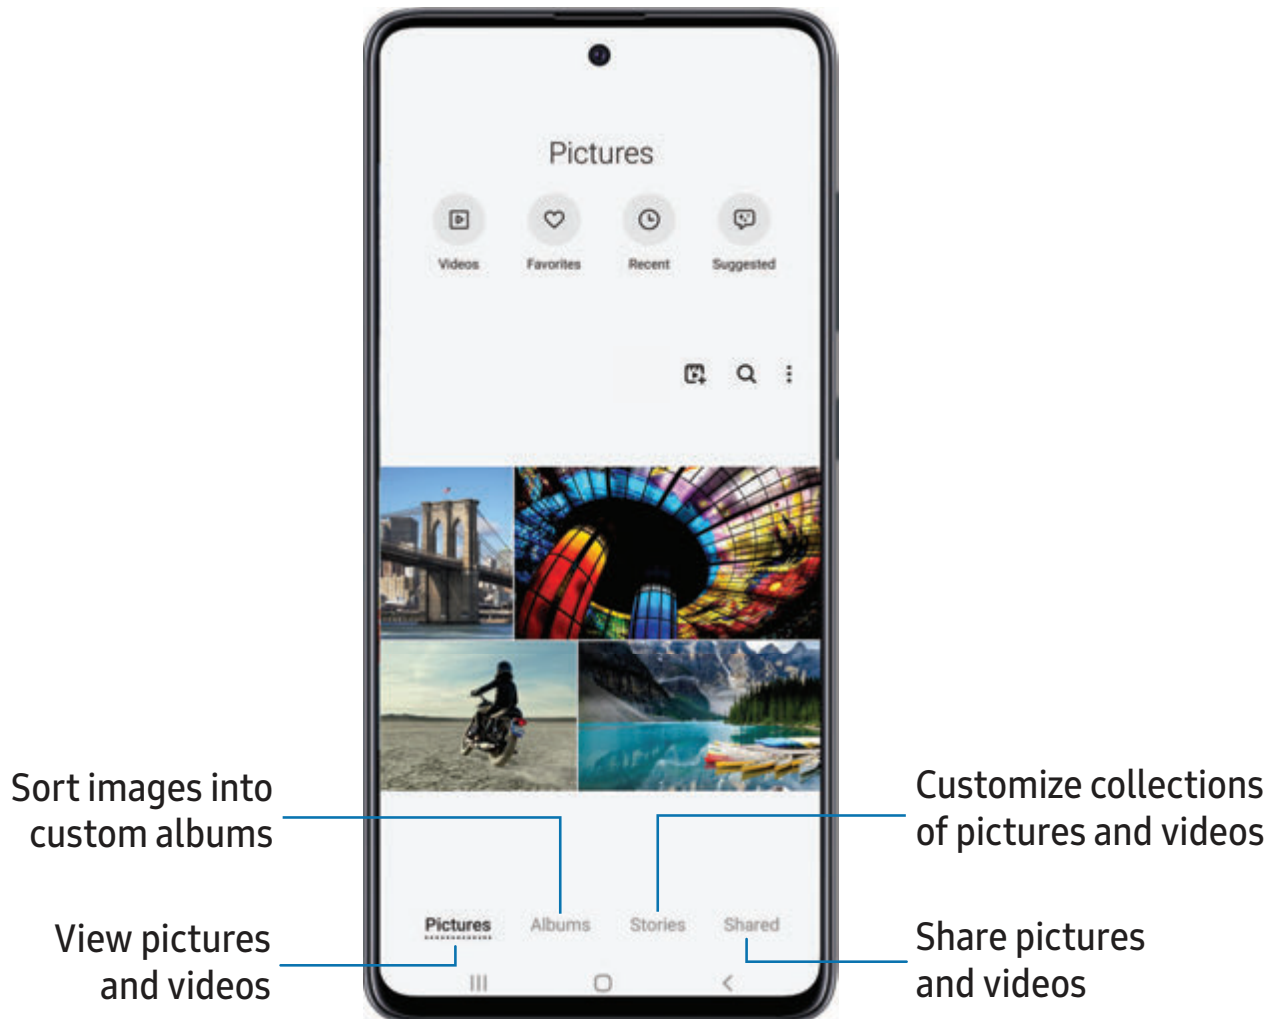 Pictures
Videos
Favorites
Recent
Suggested
Sort images into
custom albums
Customize collections
of pictures and videos
Pictures
Albums
Stories
Shared
View pictures
and videos
Share pictures
and videos